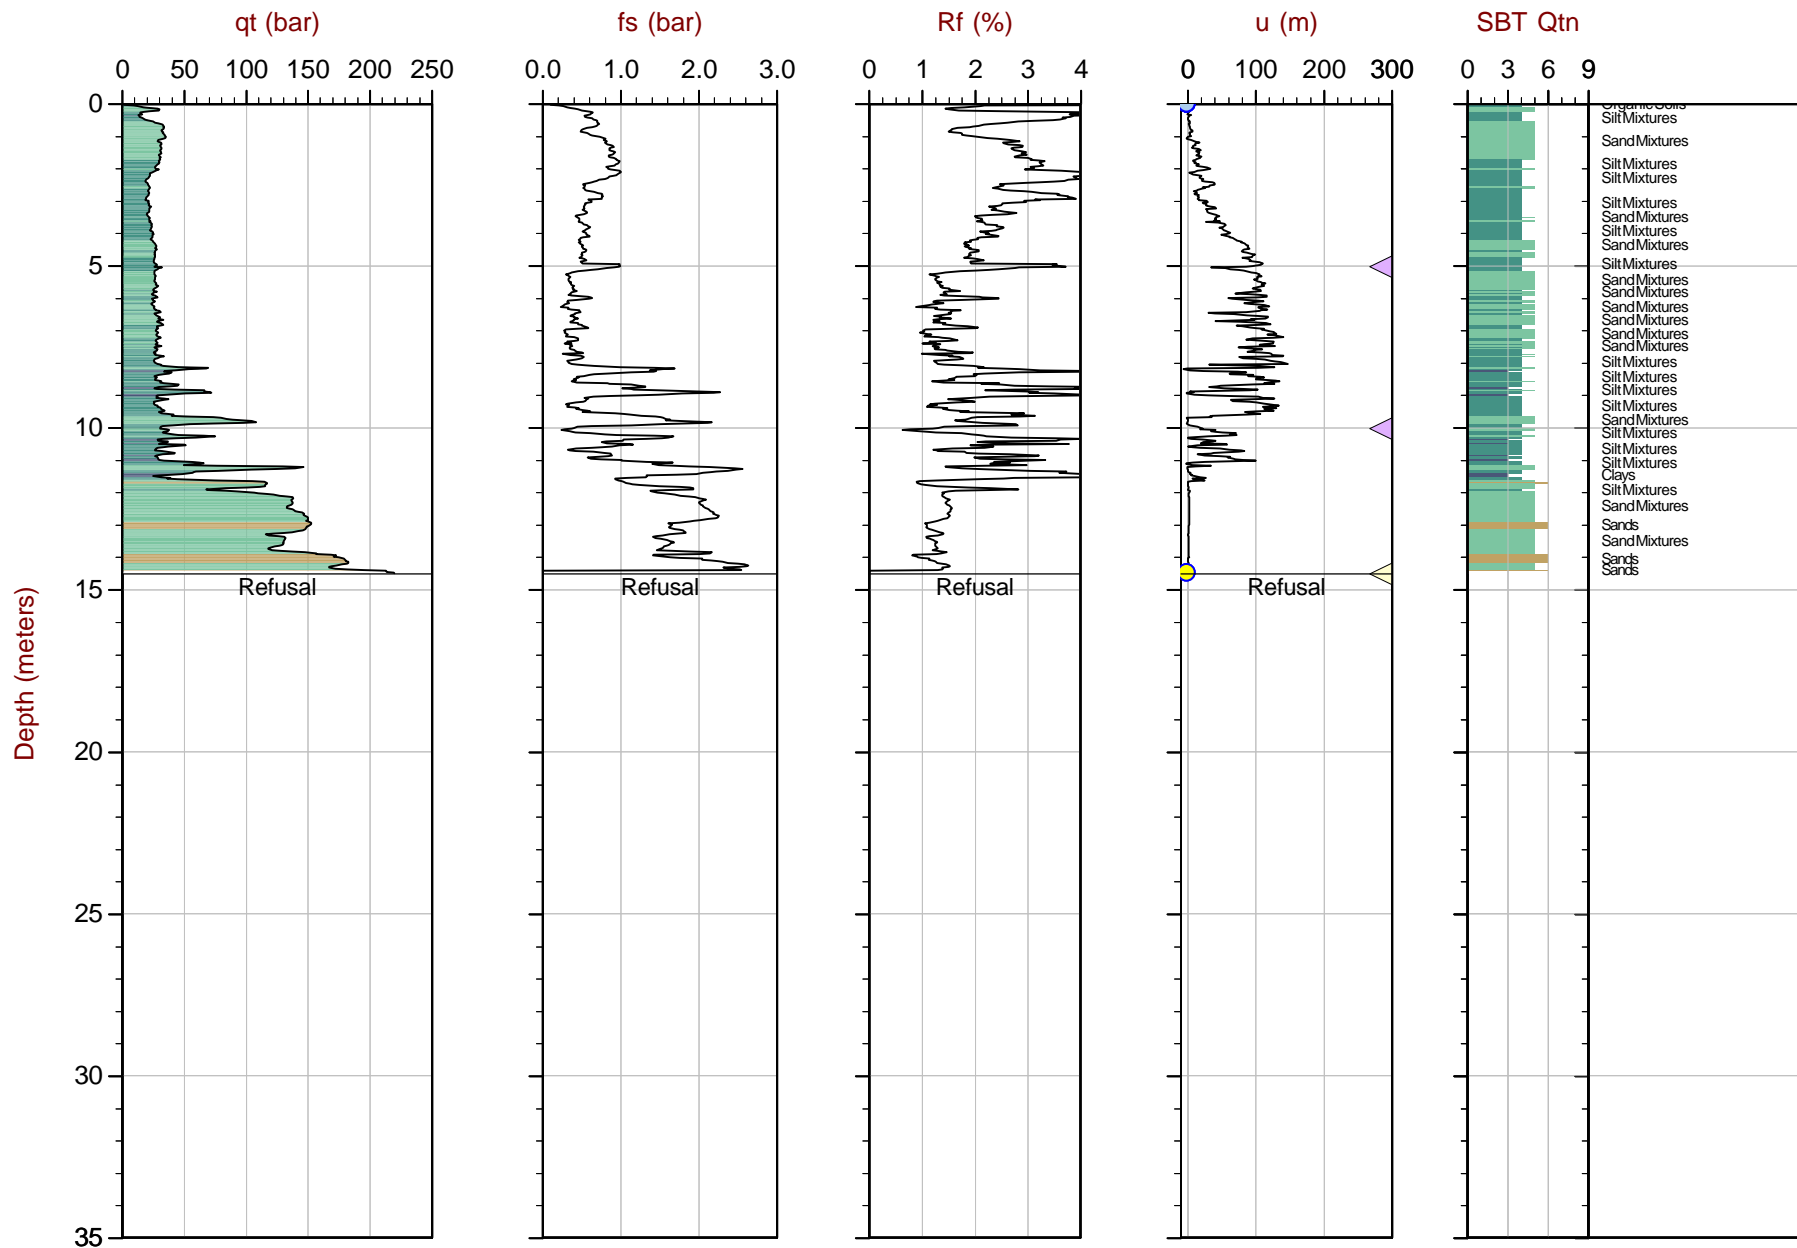 qt (bar) fs (bar) Rf (%) u (m) SBT Qtn
0 50 100 150 200 250 0.0 1.0 2.0 3.0 0 1 2 3 4 0 100 200 300 0 3 6 9
0
5
10
15
20
25
30
35
Depth (meters)
Organic Soils
Silt Mixtures
Sand Mixtures
Silt Mixtures
Silt Mixtures
Silt Mixtures
Sand Mixtures
Silt Mixtures
Sand Mixtures
Silt Mixtures
Sand Mixtures
Sand Mixtures
Sand Mixtures
Sand Mixtures
Sand Mixtures
Sand Mixtures
Silt Mixtures
Silt Mixtures
Silt Mixtures
Silt Mixtures
Sand Mixtures
Silt Mixtures
Silt Mixtures
Silt Mixtures
Clays
Silt Mixtures
Sand Mixtures
Sands
Sand Mixtures
Sands
Sands
Refusal Refusal Refusal Refusal